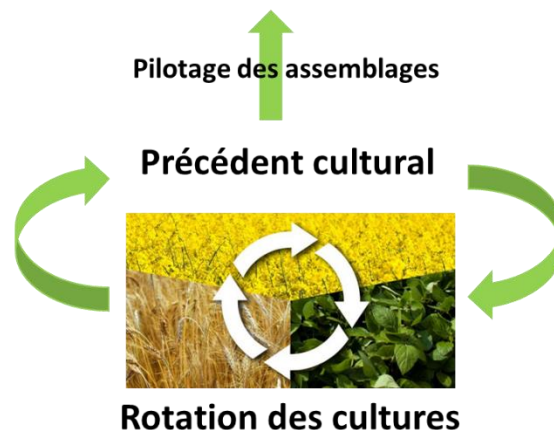 Pilotage des assemblages
Précédent cultural
Rotation des cultures